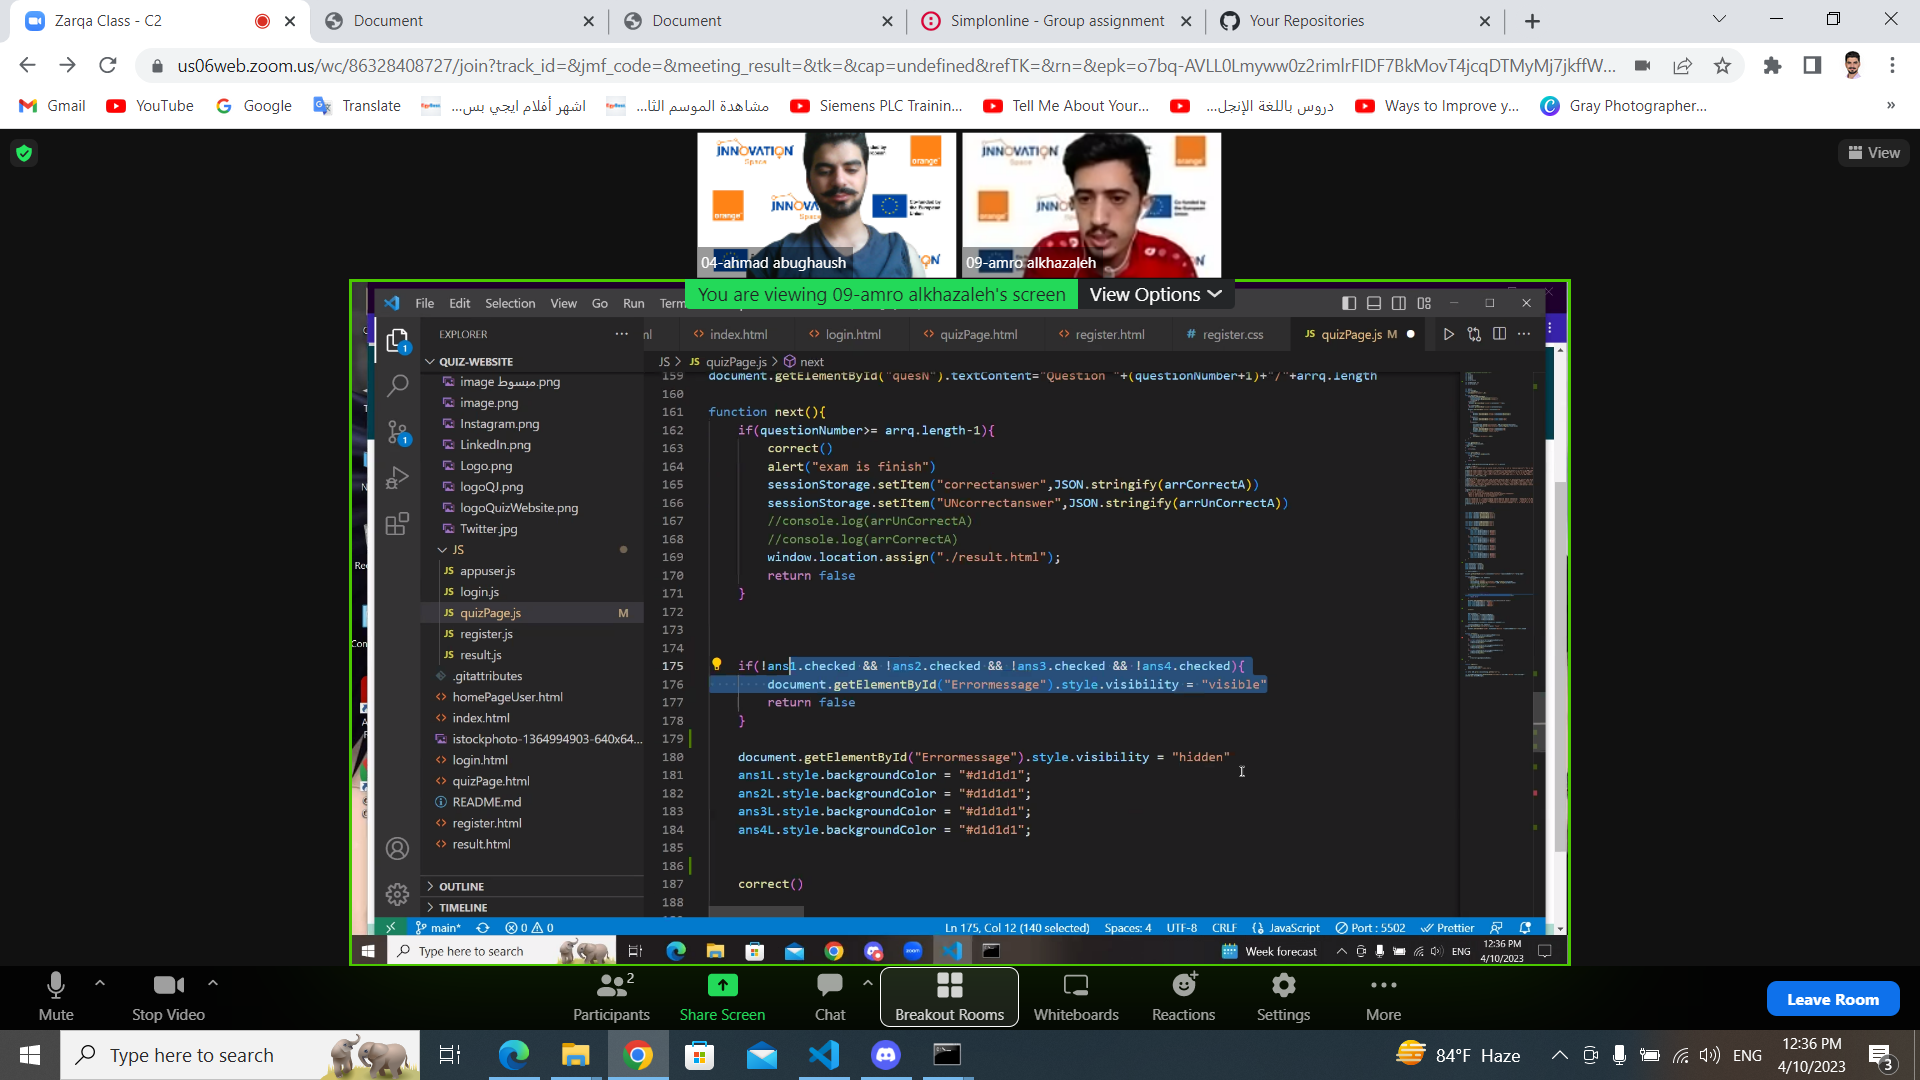 Zarqa Class - C2
Document
Document
Simplonline - Group assignment
Your Repositories
us06web.zoom.us/wc/86328408727/join?track_id=&jmf_code=&meeting_result=&tk=&cap=undefined&refTK=&rn=&epk=o7bq-AVLL0Lmyww0z2rimlrFIDF7BkMovT4jcqDTMyMj7jkffW...
Gmail
YouTube
Google
Translate
اشهر أفلام ايجي بس...
مشاهدة الموسم الثا...
Siemens PLC Trainin...
Tell Me About Your...
دروس باللغة الإنجل...
Ways to Improve y...
Gray Photographer...
»
View
INNOVATION
Space
orange
04-ahmad abughaush
INNOVATION
Space
orange
09-amro alkhazaleh
You are viewing 09-amro alkhazaleh's screen
View Options
File Edit Selection View Go Run Term
EXPLORER
index.html
login.html
quizPage.html
register.html
# register.css
JS quizPage.js M
QUIZ-WEBSITE
JS > JS quizPage.js > next
image مبسوط.png
image.png
Instagram.png
LinkedIn.png
Logo.png
logoQJ.png
logoQuizWebsite.png
Twitter.jpg
JS
JS appuser.js
JS login.js
JS quizPage.js M
JS register.js
JS result.js
.gitattributes
homePageUser.html
index.html
istockphoto-1364994903-640x64...
login.html
quizPage.html
README.md
register.html
result.html
OUTLINE
TIMELINE
159 document.getElementById("quesN").textContent="Question "+(questionNumber+1)+"/"+arrq.length
160
161 function next(){
162 if(questionNumber>= arrq.length-1){
163 correct()
164 alert("exam is finish")
165 sessionStorage.setItem("correctanswer",JSON.stringify(arrCorrectA))
166 sessionStorage.setItem("UNcorrectanswer",JSON.stringify(arrUnCorrectA))
167 //console.log(arrUnCorrectA)
168 //console.log(arrCorrectA)
169 window.location.assign("./result.html");
170 return false
171 }
172
173
174
175 if(!ans1.checked && !ans2.checked && !ans3.checked && !ans4.checked){
176 document.getElementById("Errormessage").style.visibility = "visible"
177 return false
178 }
179
180 document.getElementById("Errormessage").style.visibility = "hidden"
181 ans1L.style.backgroundColor = "#d1d1d1";
182 ans2L.style.backgroundColor = "#d1d1d1";
183 ans3L.style.backgroundColor = "#d1d1d1";
184 ans4L.style.backgroundColor = "#d1d1d1";
185
186
187 correct()
188
main* 0 0
Ln 175, Col 12 (140 selected) Spaces: 4 UTF-8 CRLF {} JavaScript Port : 5502 Prettier
Type here to search
Week forecast
ENG
12:36 PM
4/10/2023
Mute
Stop Video
2
Participants
Share Screen
Chat
Breakout Rooms
Whiteboards
Reactions
Settings
More
Leave Room
Type here to search
84°F Haze
ENG
12:36 PM
4/10/2023
3